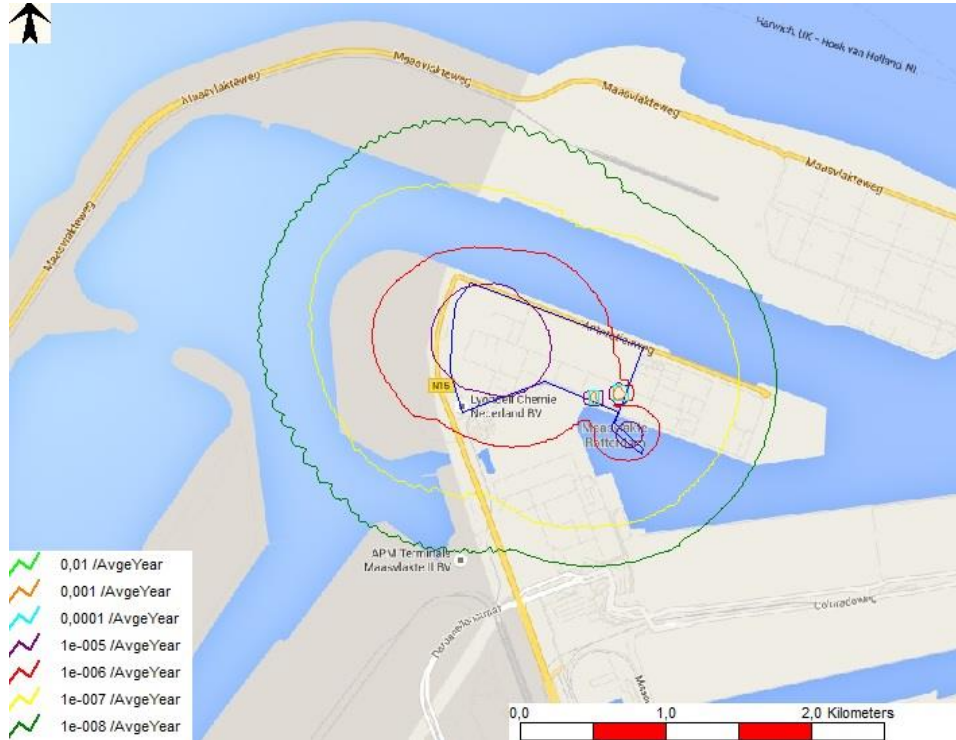 Harwich, UK - Hoek van Holland, NL
Maasvlakteweg
Maasvlakteweg
Maasvlakteweg
Maasvlakteweg
Maasvlakteweg
N15
Lyondell Chemie
Nederland BV
Maasvlakte
Rotterdam
APM Terminals
Maasvlakte II BV
Coloradoweg
0,01 /AvgeYear
0,001 /AvgeYear
0,0001 /AvgeYear
1e-005 /AvgeYear
1e-006 /AvgeYear
1e-007 /AvgeYear
1e-008 /AvgeYear
0,0
1,0
2,0 Kilometers